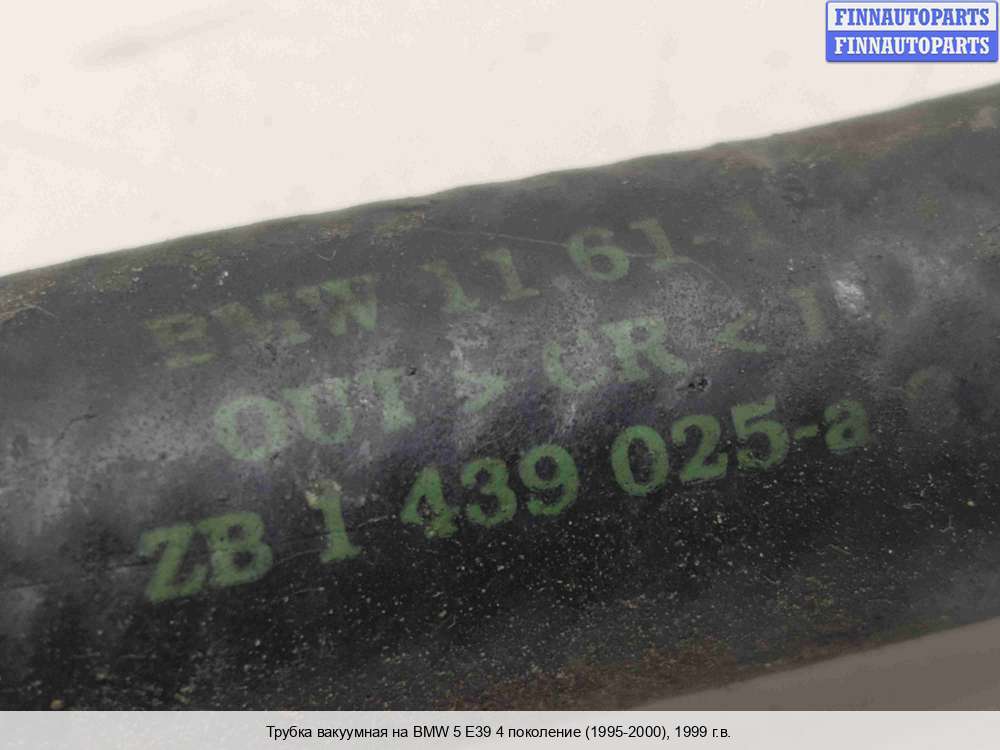 FINNAUTOPARTS
FINNAUTOPARTS
BMW 11 61-1
OUT > CR <
ZB 1 439 025-a
Трубка вакуумная на BMW 5 E39 4 поколение (1995-2000), 1999 г.в.